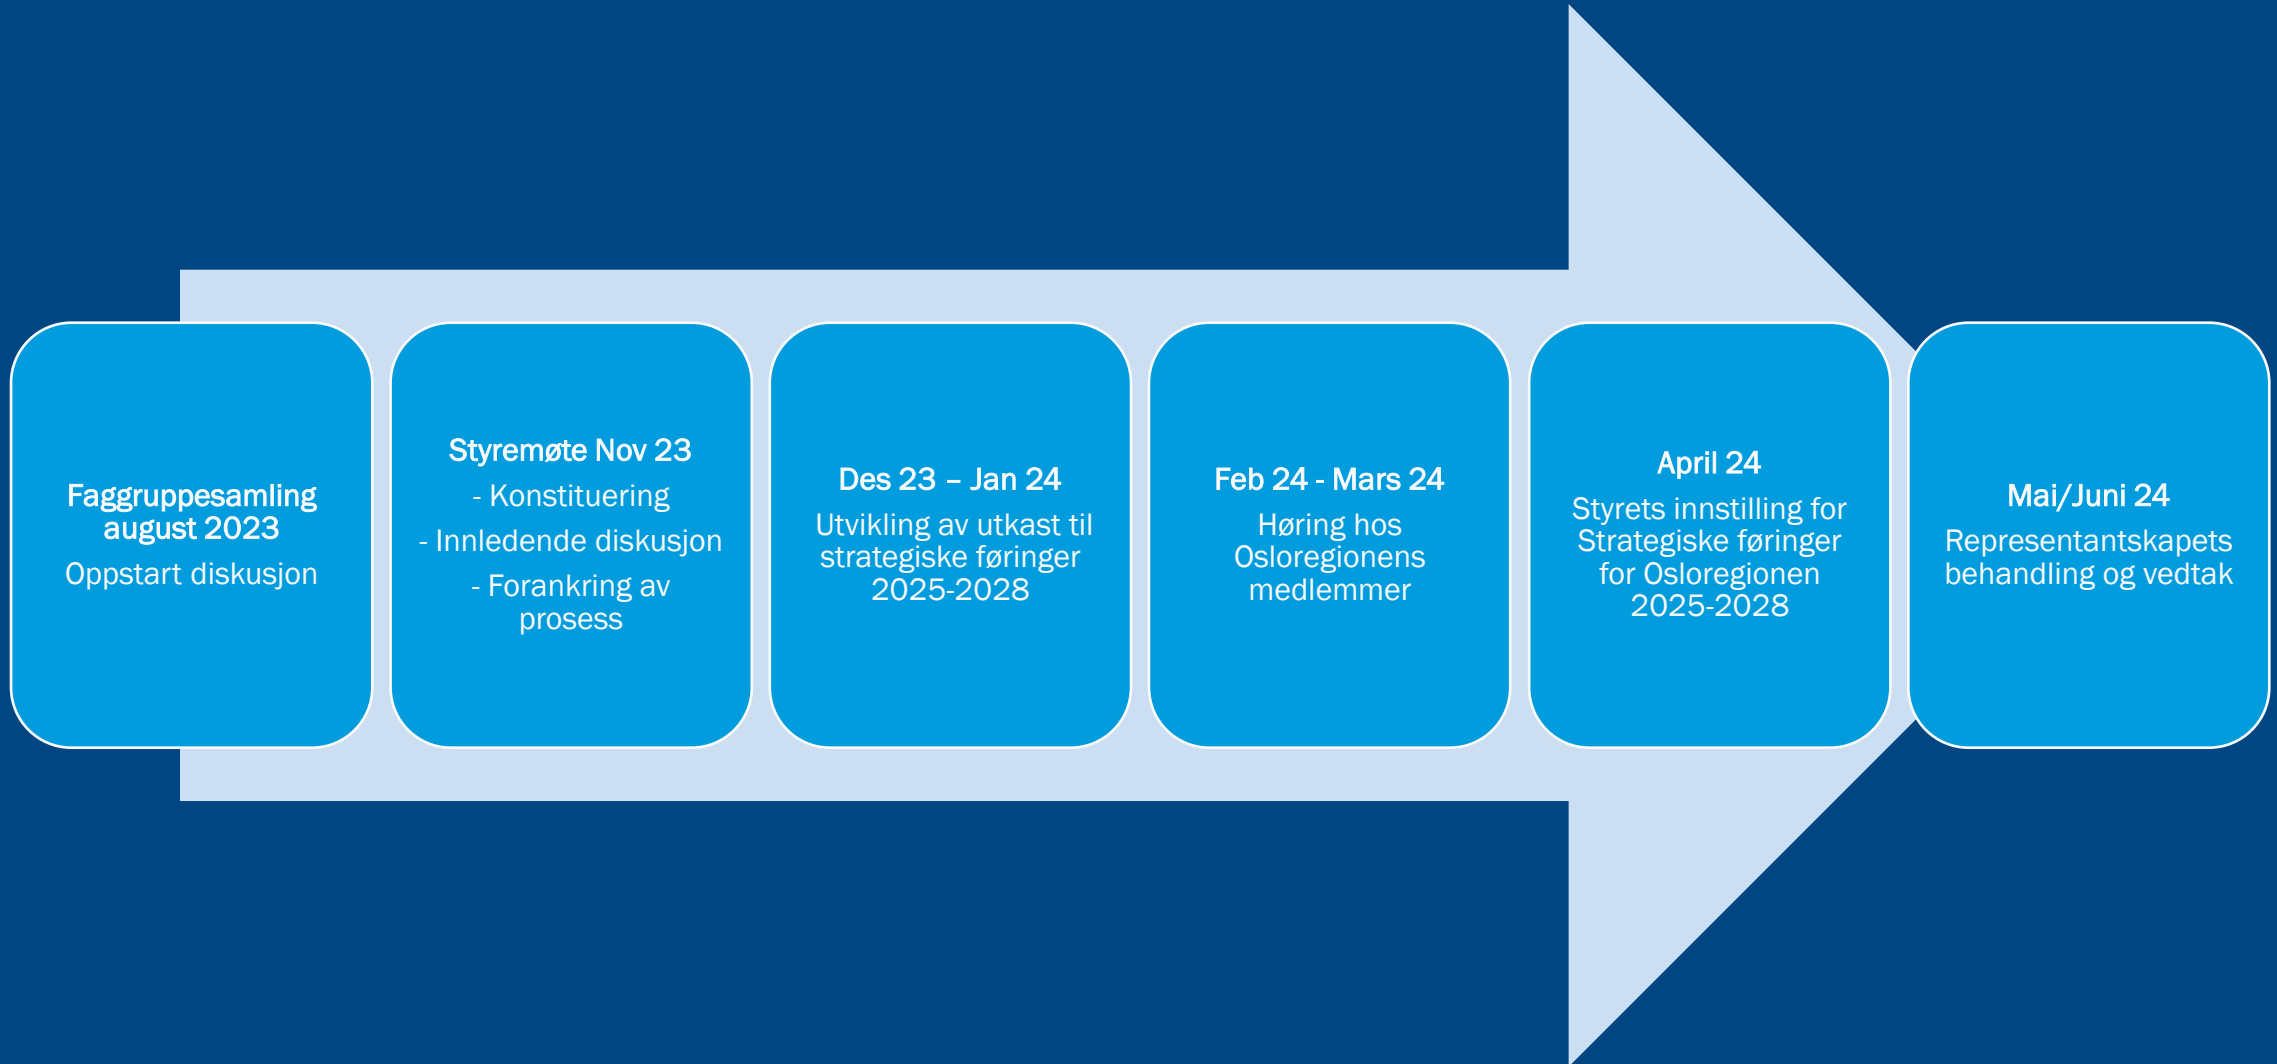 Faggruppesamling
august 2023
Oppstart diskusjon
Styremøte Nov 23
- Konstituering
- Innledende diskusjon
- Forankring av
prosess
Des 23 – Jan 24
Utvikling av utkast til
strategiske føringer
2025-2028
Feb 24 - Mars 24
Høring hos
Osloregionens
medlemmer
April 24
Styrets innstilling for
Strategiske føringer
for Osloregionen
2025-2028
Mai/Juni 24
Representantskapets
behandling og vedtak